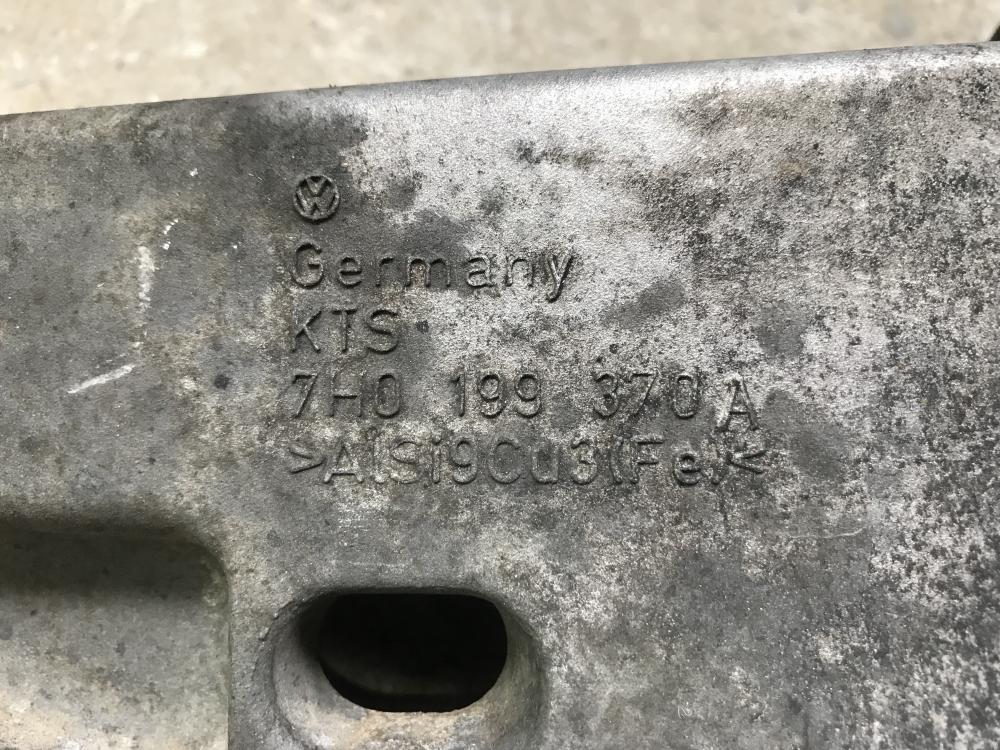 VW
Germany
KTS
7H0 199 370 A
>AlSi9Cu3(Fe)<